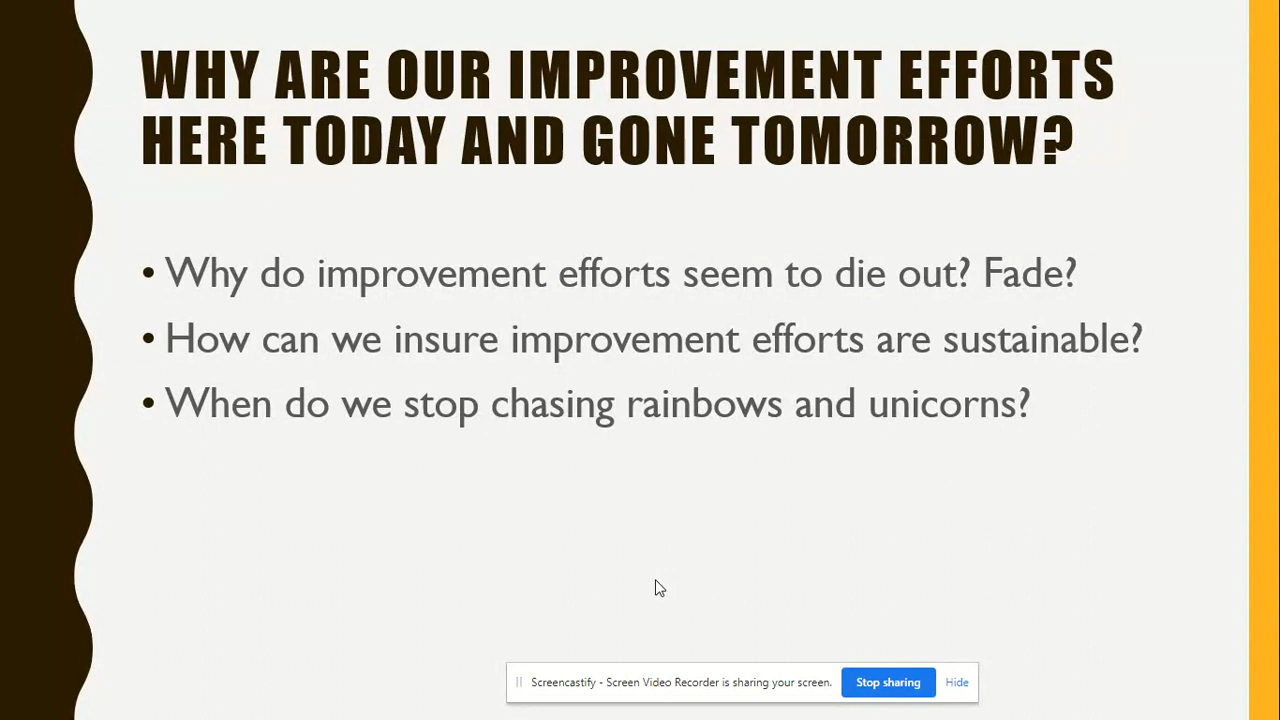 WHY ARE OUR IMPROVEMENT EFFORTS
HERE TODAY AND GONE TOMORROW?
• Why do improvement efforts seem to die out? Fade?
• How can we insure improvement efforts are sustainable?
• When do we stop chasing rainbows and unicorns?
Screencastify - Screen Video Recorder is sharing your screen. Stop sharing Hide